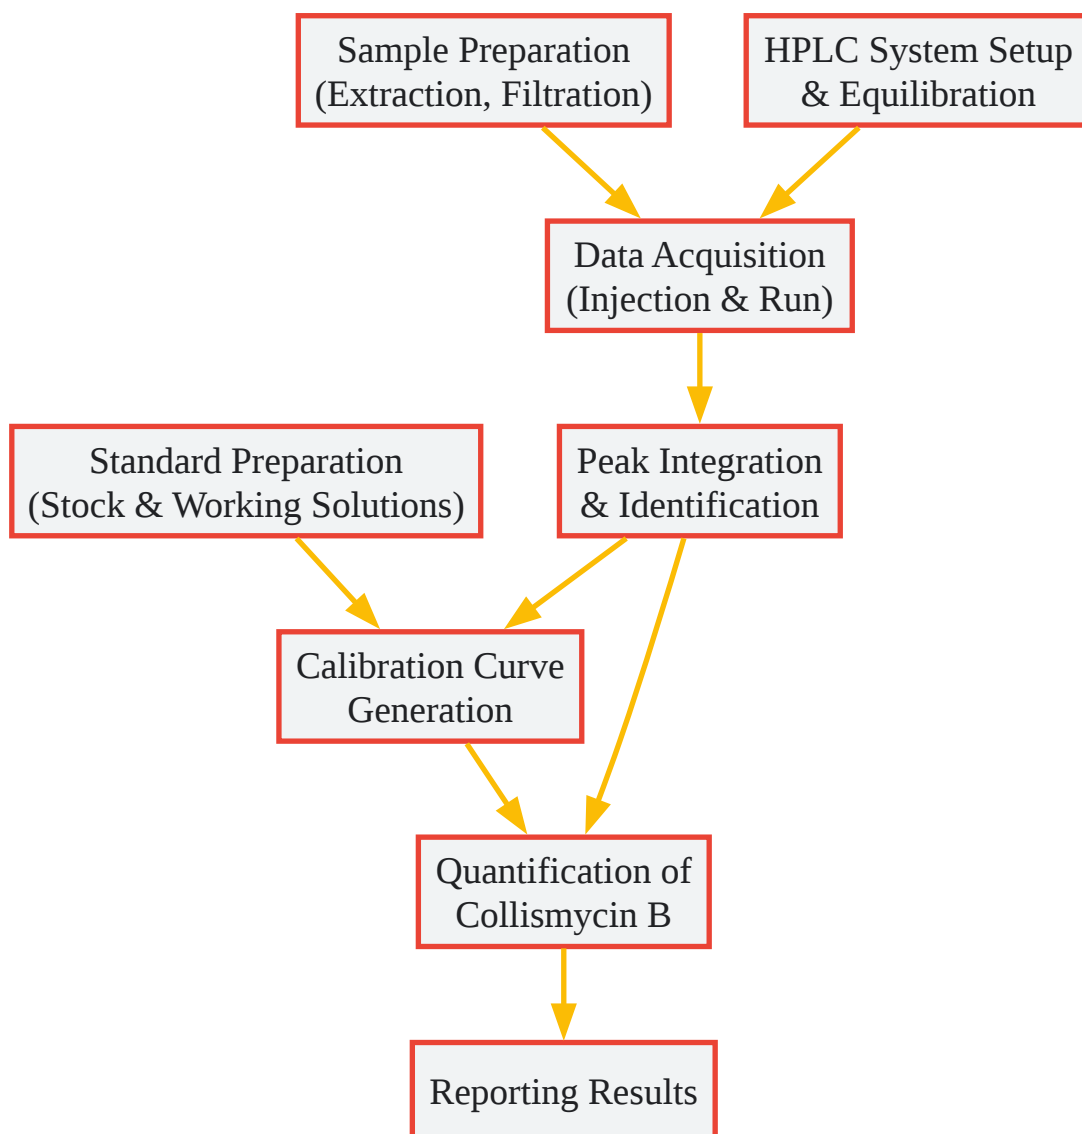 Sample Preparation
(Extraction, Filtration)
HPLC System Setup
& Equilibration
Data Acquisition
(Injection & Run)
Standard Preparation
(Stock & Working Solutions)
Peak Integration
& Identification
Calibration Curve
Generation
Quantification of
Collismycin B
Reporting Results